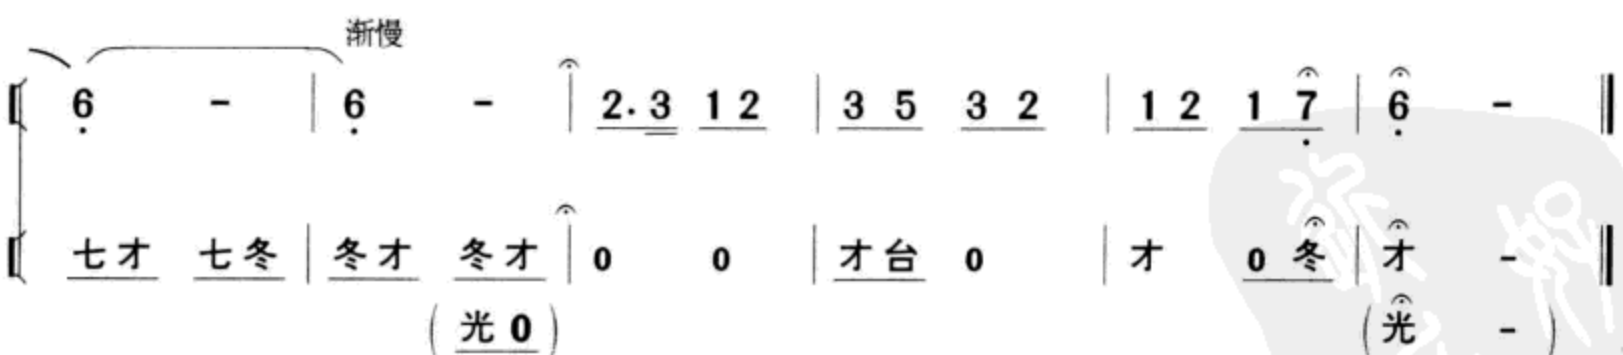 渐慢
6 - | 6 - | 2. 3 1 2 | 3 5 3 2 | 1 2 1 7 | 6 - ‖
七才 七冬 | 冬才 冬才 | 0 0 | 才台 0 | 才 0冬 | 才 - ‖
(光0) (光 -)